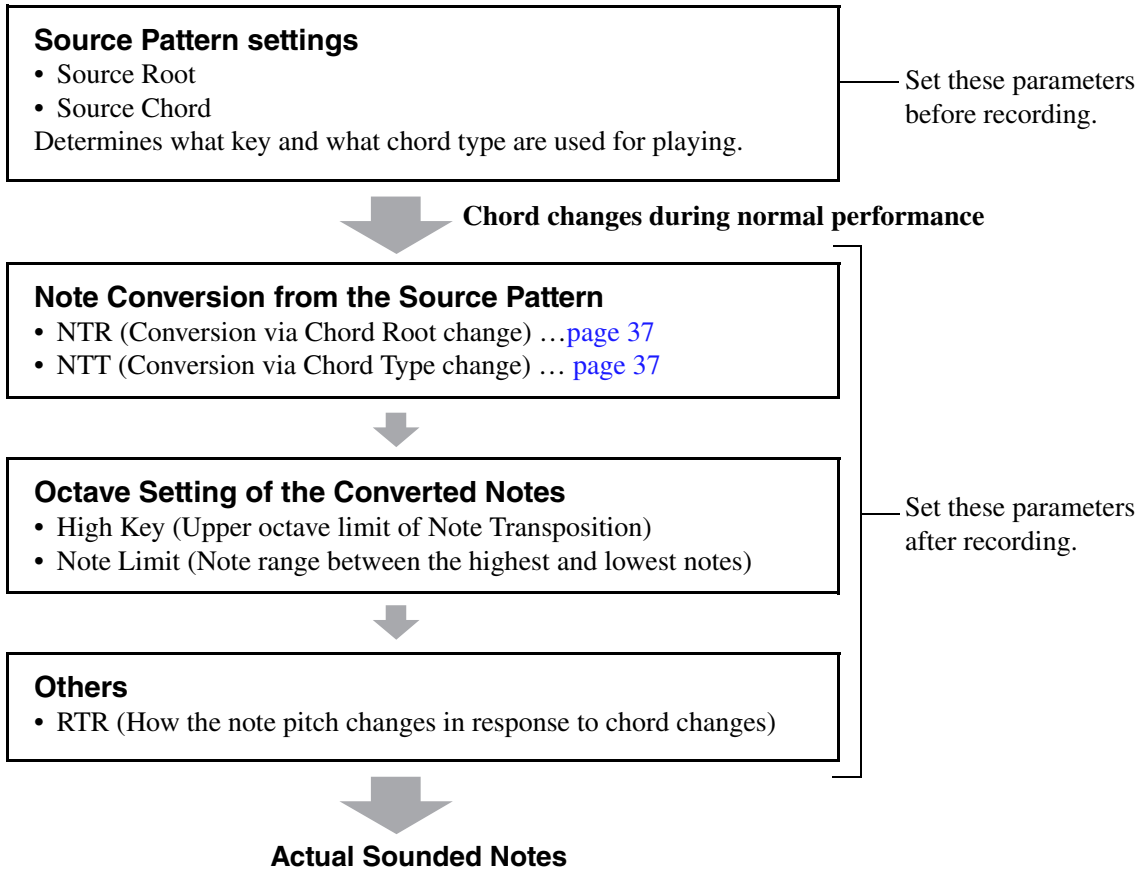 Source Pattern settings
• Source Root
• Source Chord
Determines what key and what chord type are used for playing.
Set these parameters
before recording.
Chord changes during normal performance
Note Conversion from the Source Pattern
• NTR (Conversion via Chord Root change) …page 37
• NTT (Conversion via Chord Type change) … page 37
Octave Setting of the Converted Notes
• High Key (Upper octave limit of Note Transposition)
• Note Limit (Note range between the highest and lowest notes)
Set these parameters
after recording.
Others
• RTR (How the note pitch changes in response to chord changes)
Actual Sounded Notes